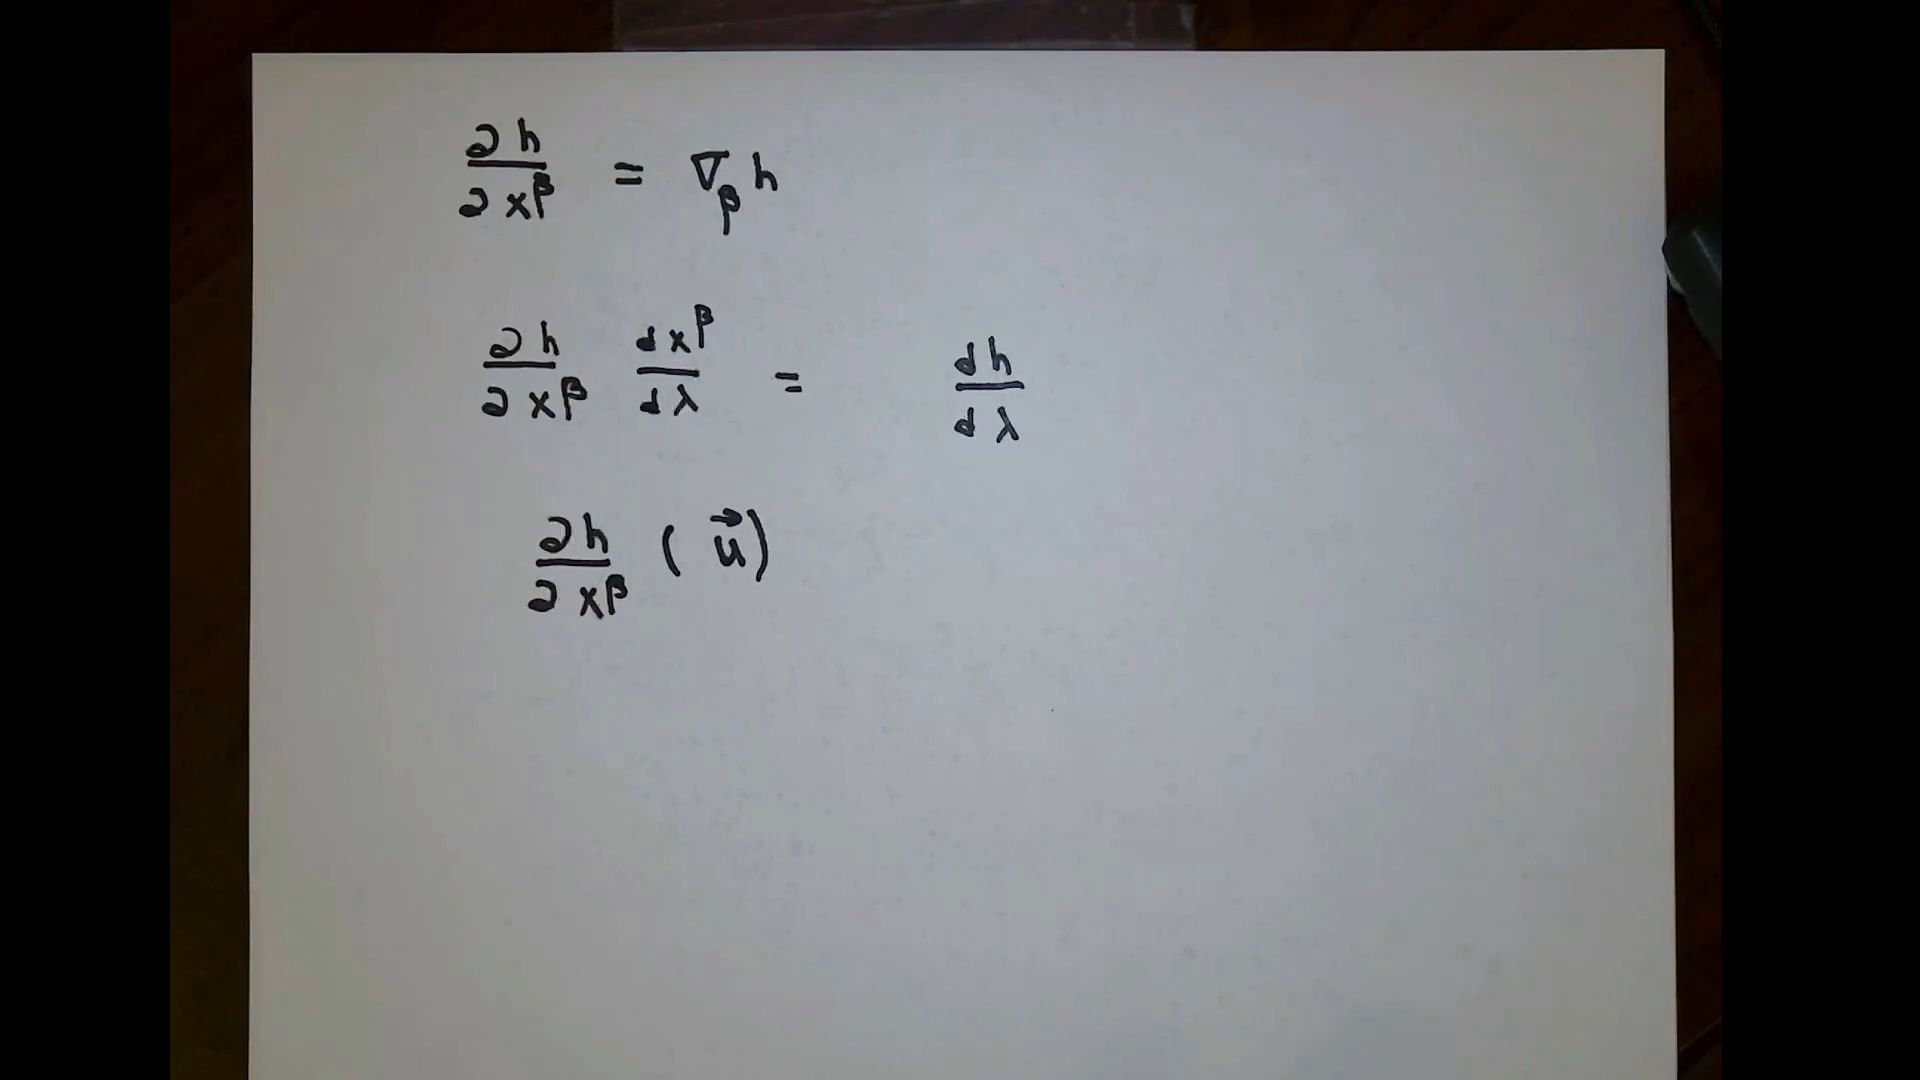 ∂h/∂x^β = ∇_β h
∂h/∂x^β dx^β/dλ = dh/dλ
∂h/∂x^β (u⃗)